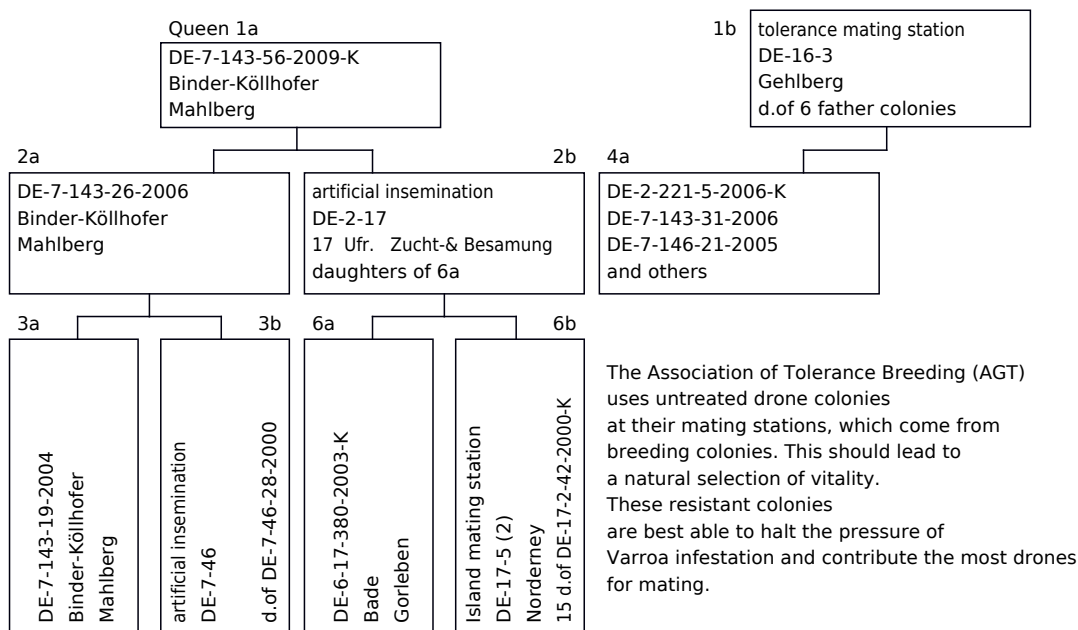 Queen 1a
DE-7-143-56-2009-K
Binder-Köllhofer
Mahlberg
1b
tolerance mating station
DE-16-3
Gehlberg
d.of 6 father colonies
2a
DE-7-143-26-2006
Binder-Köllhofer
Mahlberg
2b
artificial insemination
DE-2-17
17 Ufr. Zucht-& Besamung
daughters of 6a
4a
DE-2-221-5-2006-K
DE-7-143-31-2006
DE-7-146-21-2005
and others
3a
DE-7-143-19-2004
Binder-Köllhofer
Mahlberg
3b
artificial insemination
DE-7-46
d.of DE-7-46-28-2000
6a
DE-6-17-380-2003-K
Bade
Gorleben
6b
Island mating station
DE-17-5 (2)
Norderney
15 d.of DE-17-2-42-2000-K
The Association of Tolerance Breeding (AGT)
uses untreated drone colonies
at their mating stations, which come from
breeding colonies. This should lead to
a natural selection of vitality.
These resistant colonies
are best able to halt the pressure of
Varroa infestation and contribute the most drones
for mating.